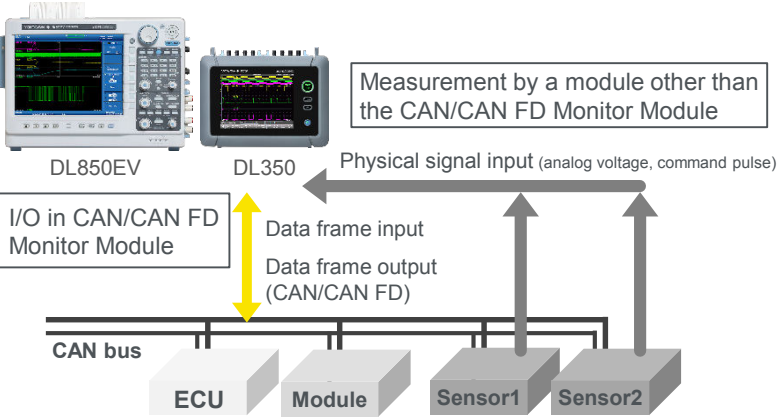 Measurement by a module other than
the CAN/CAN FD Monitor Module
DL850EV
DL350
Physical signal input (analog voltage, command pulse)
I/O in CAN/CAN FD
Monitor Module
Data frame input
Data frame output
(CAN/CAN FD)
CAN bus
ECU
Module
Sensor1
Sensor2